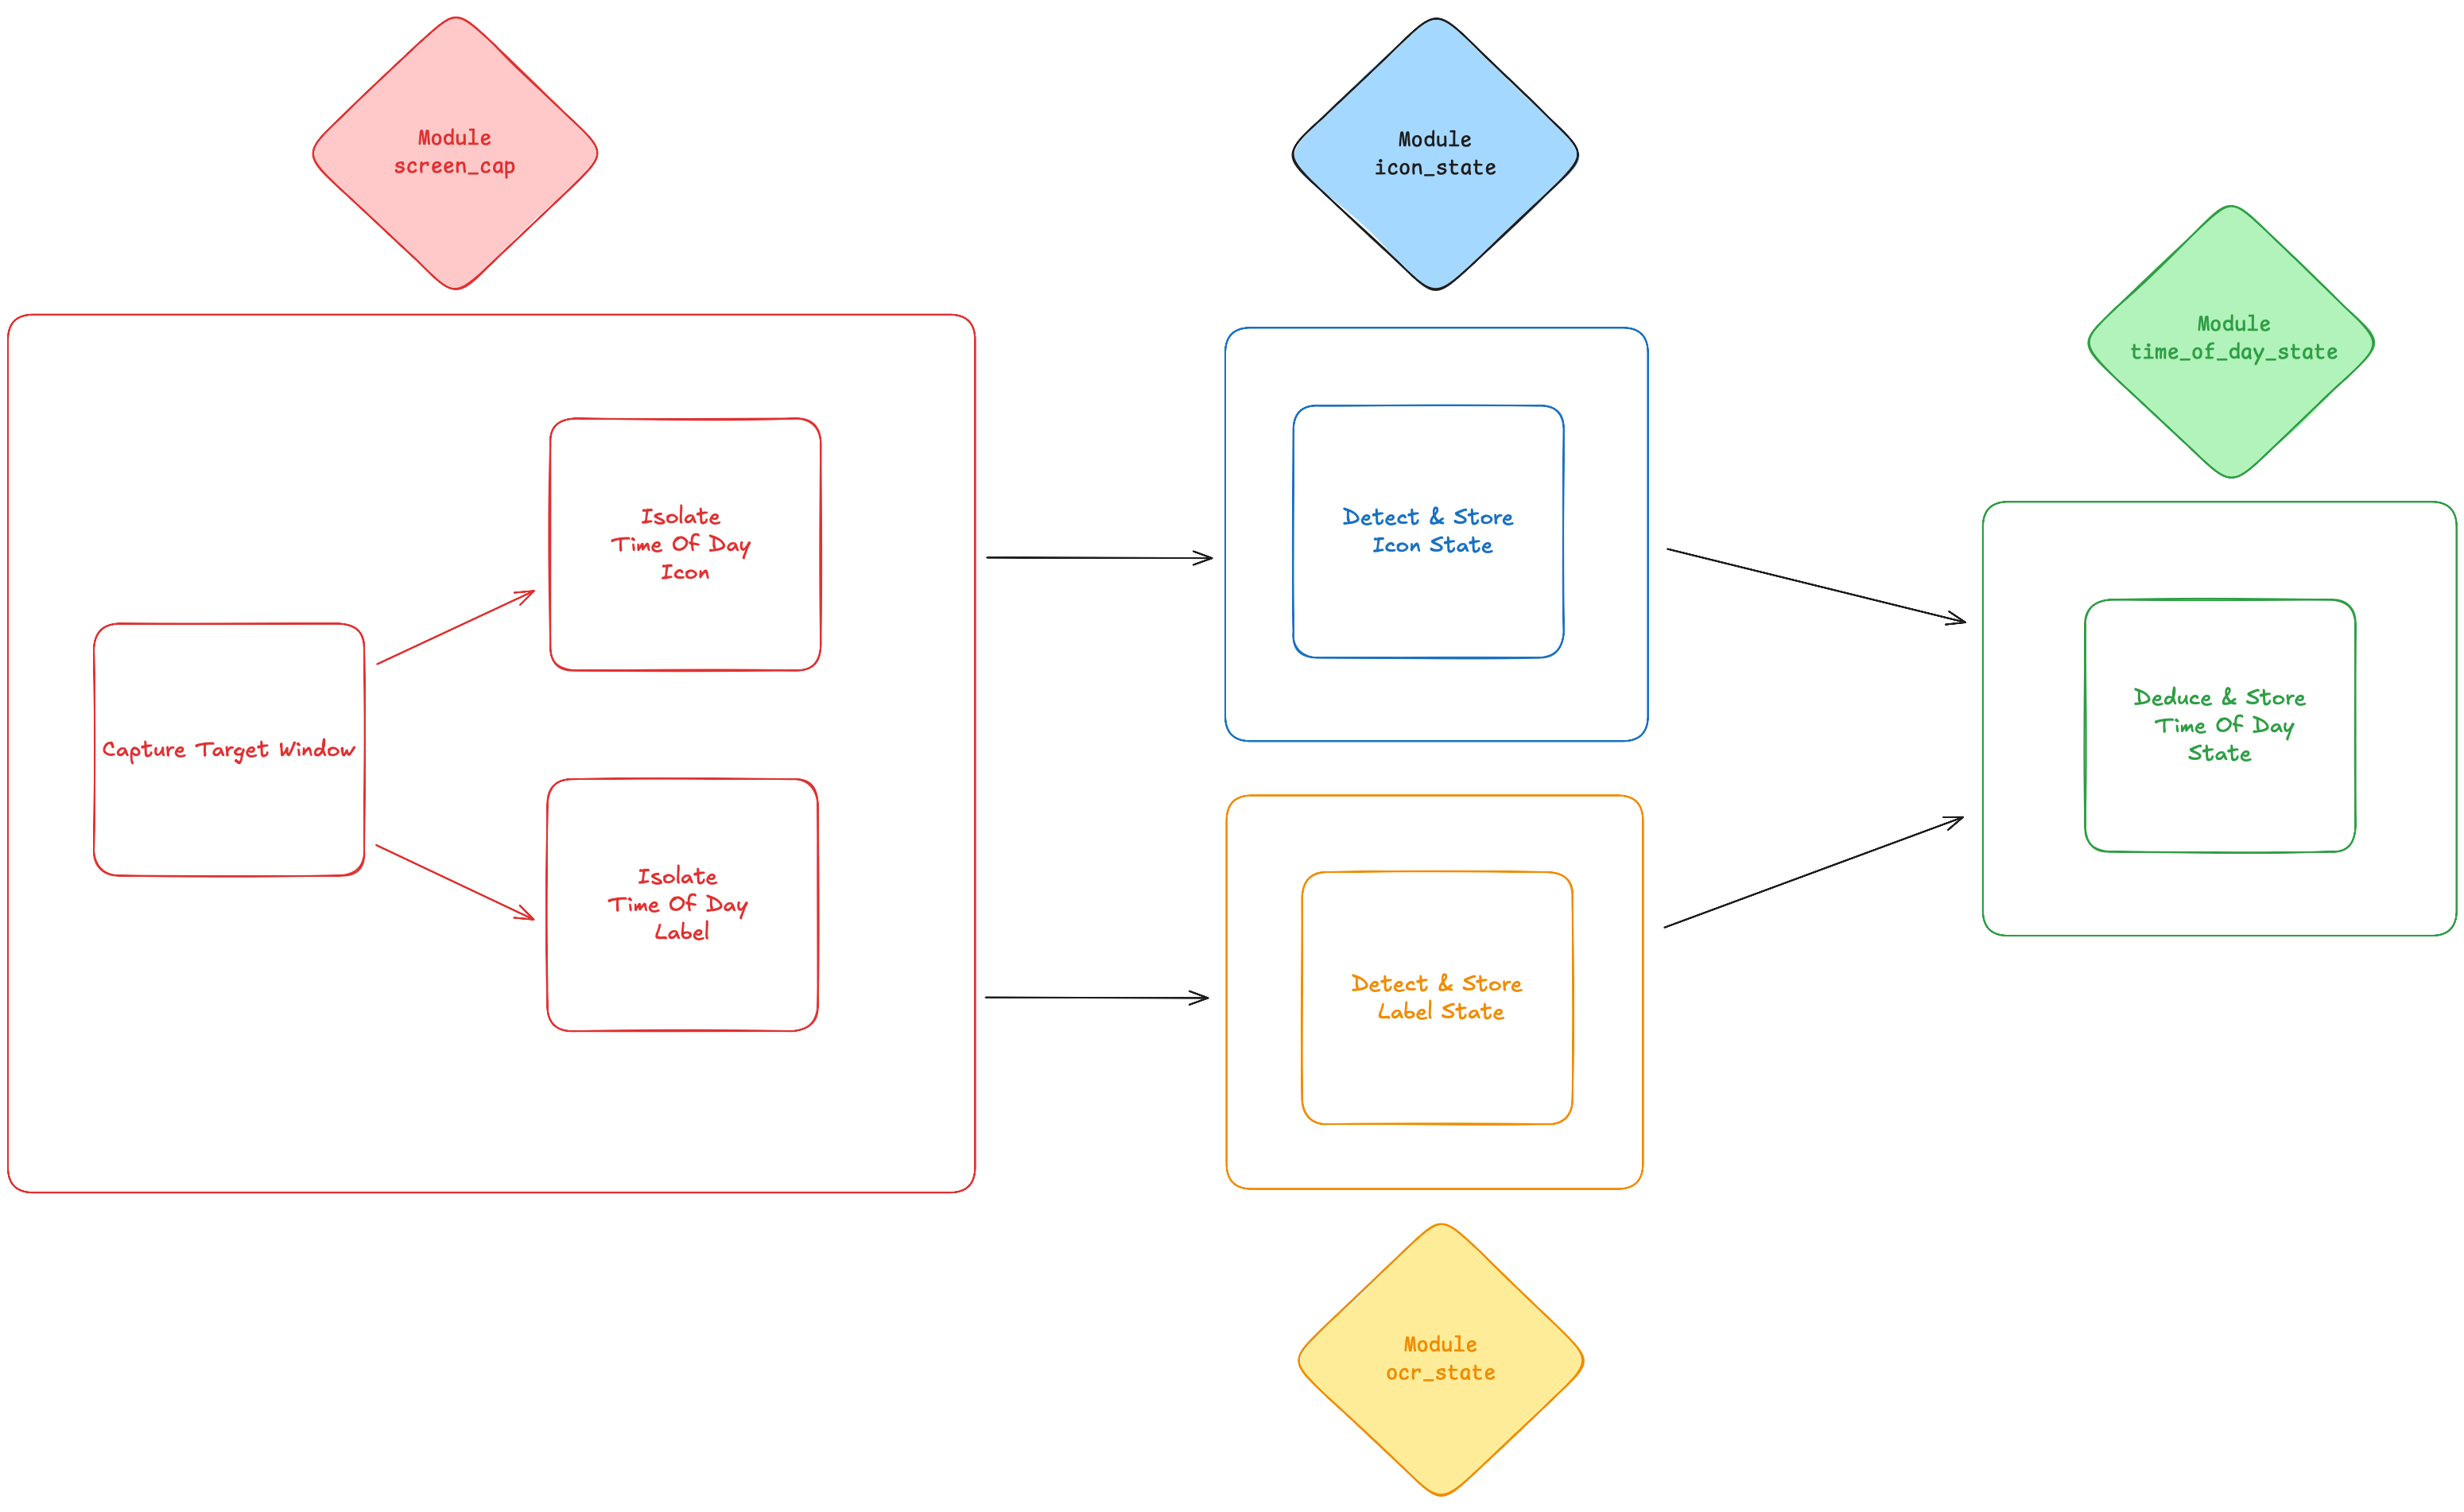 Module
screen_cap
Module
icon_state
Module
time_of_day_state
Isolate
Time Of Day
Icon
Capture Target Window
Isolate
Time Of Day
Label
Detect & Store
Icon State
Detect & Store
Label State
Deduce & Store
Time Of Day
State
Module
ocr_state